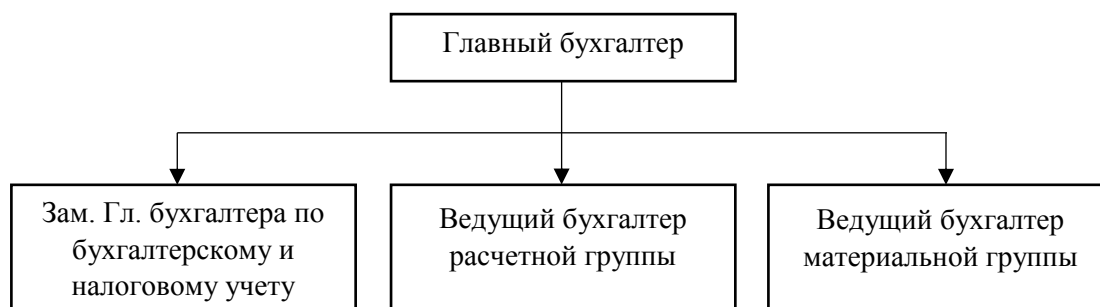 Главный бухгалтер
Зам. Гл. бухгалтера по
бухгалтерскому и
налоговому учету
Ведущий бухгалтер
расчетной группы
Ведущий бухгалтер
материальной группы